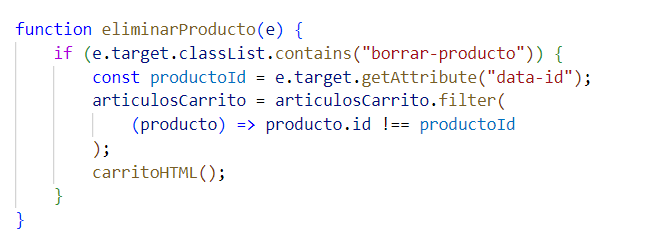 function eliminarProducto(e) {
    if (e.target.classList.contains("borrar-producto")) {
        const productoId = e.target.getAttribute("data-id");
        articulosCarrito = articulosCarrito.filter(
            (producto) => producto.id !== productoId
        );
        carritoHTML();
    }
}